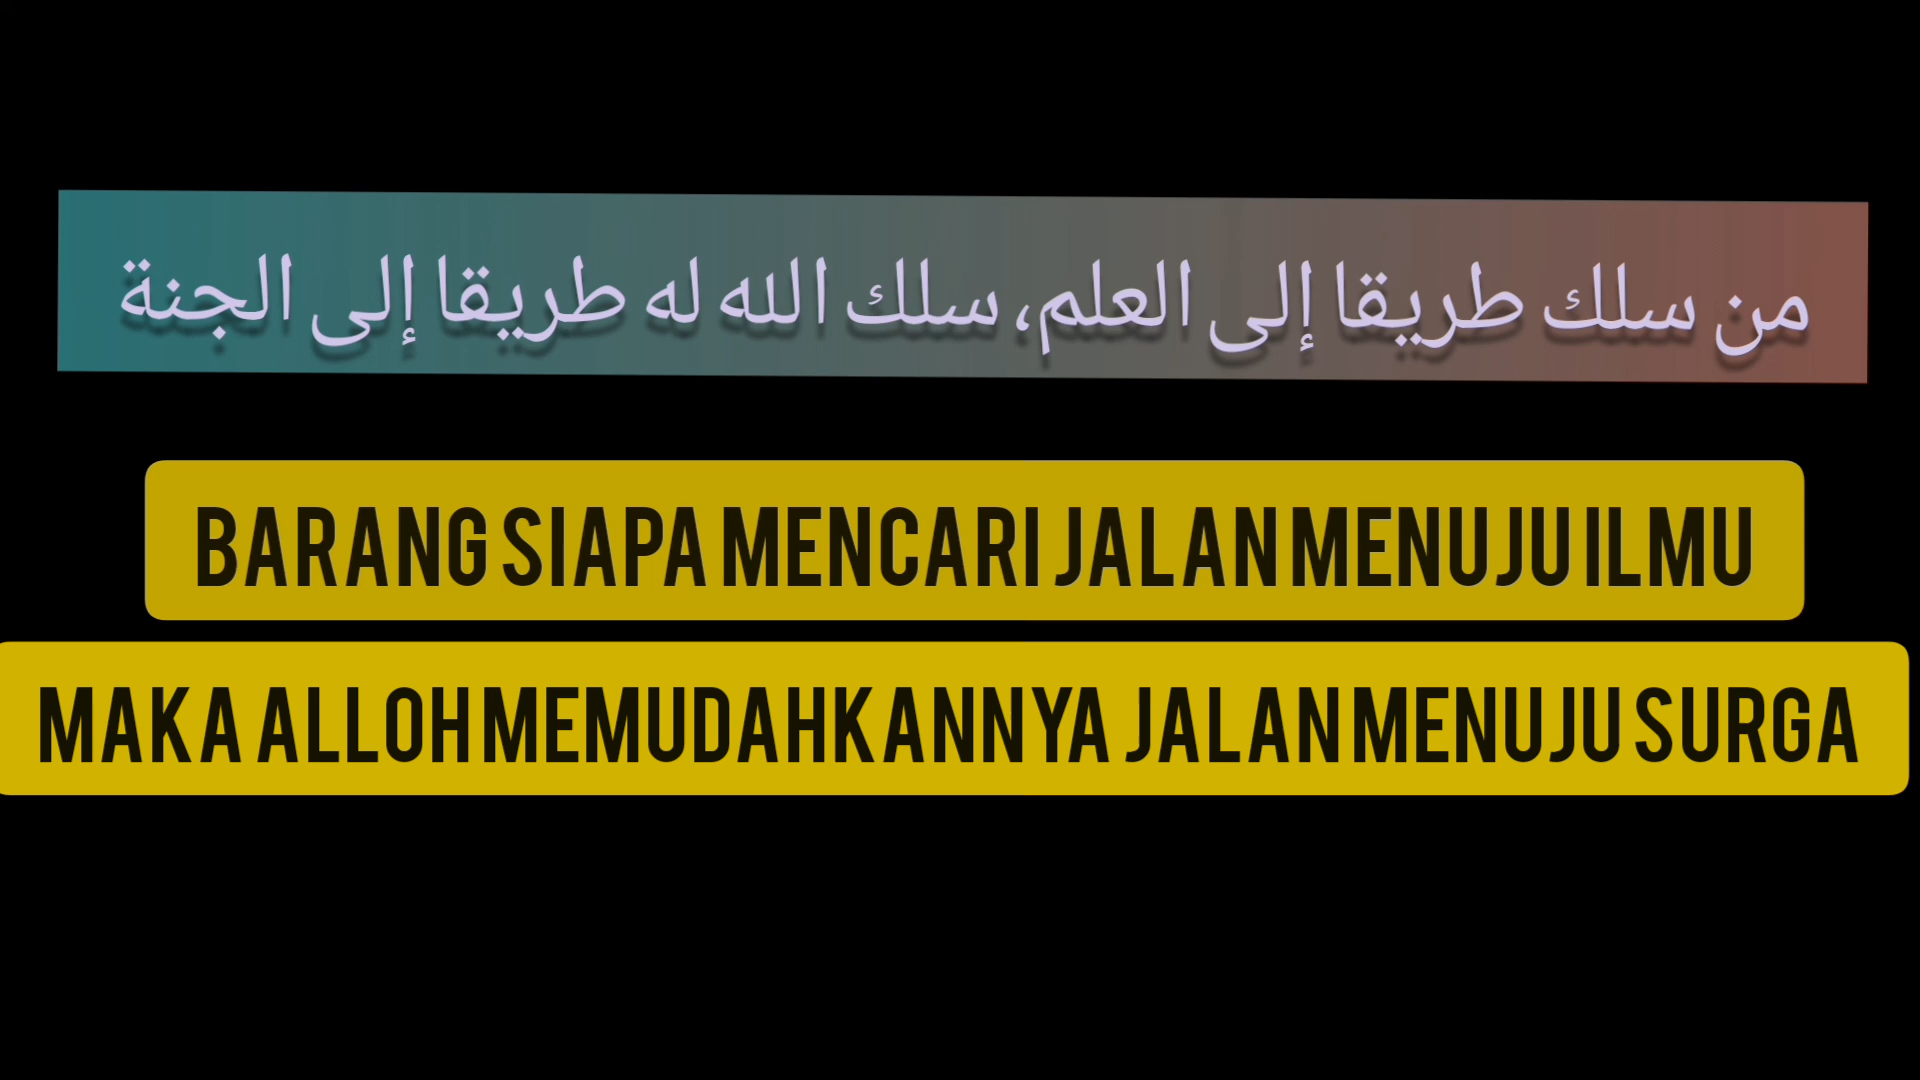 من سلك طريقا إلى العلم، سلك الله له طريقا إلى الجنة
BARANG SIAPA MENCARI JALAN MENUJU ILMU
MAKA ALLOH MEMUDAHKANNYA JALAN MENUJU SURGA